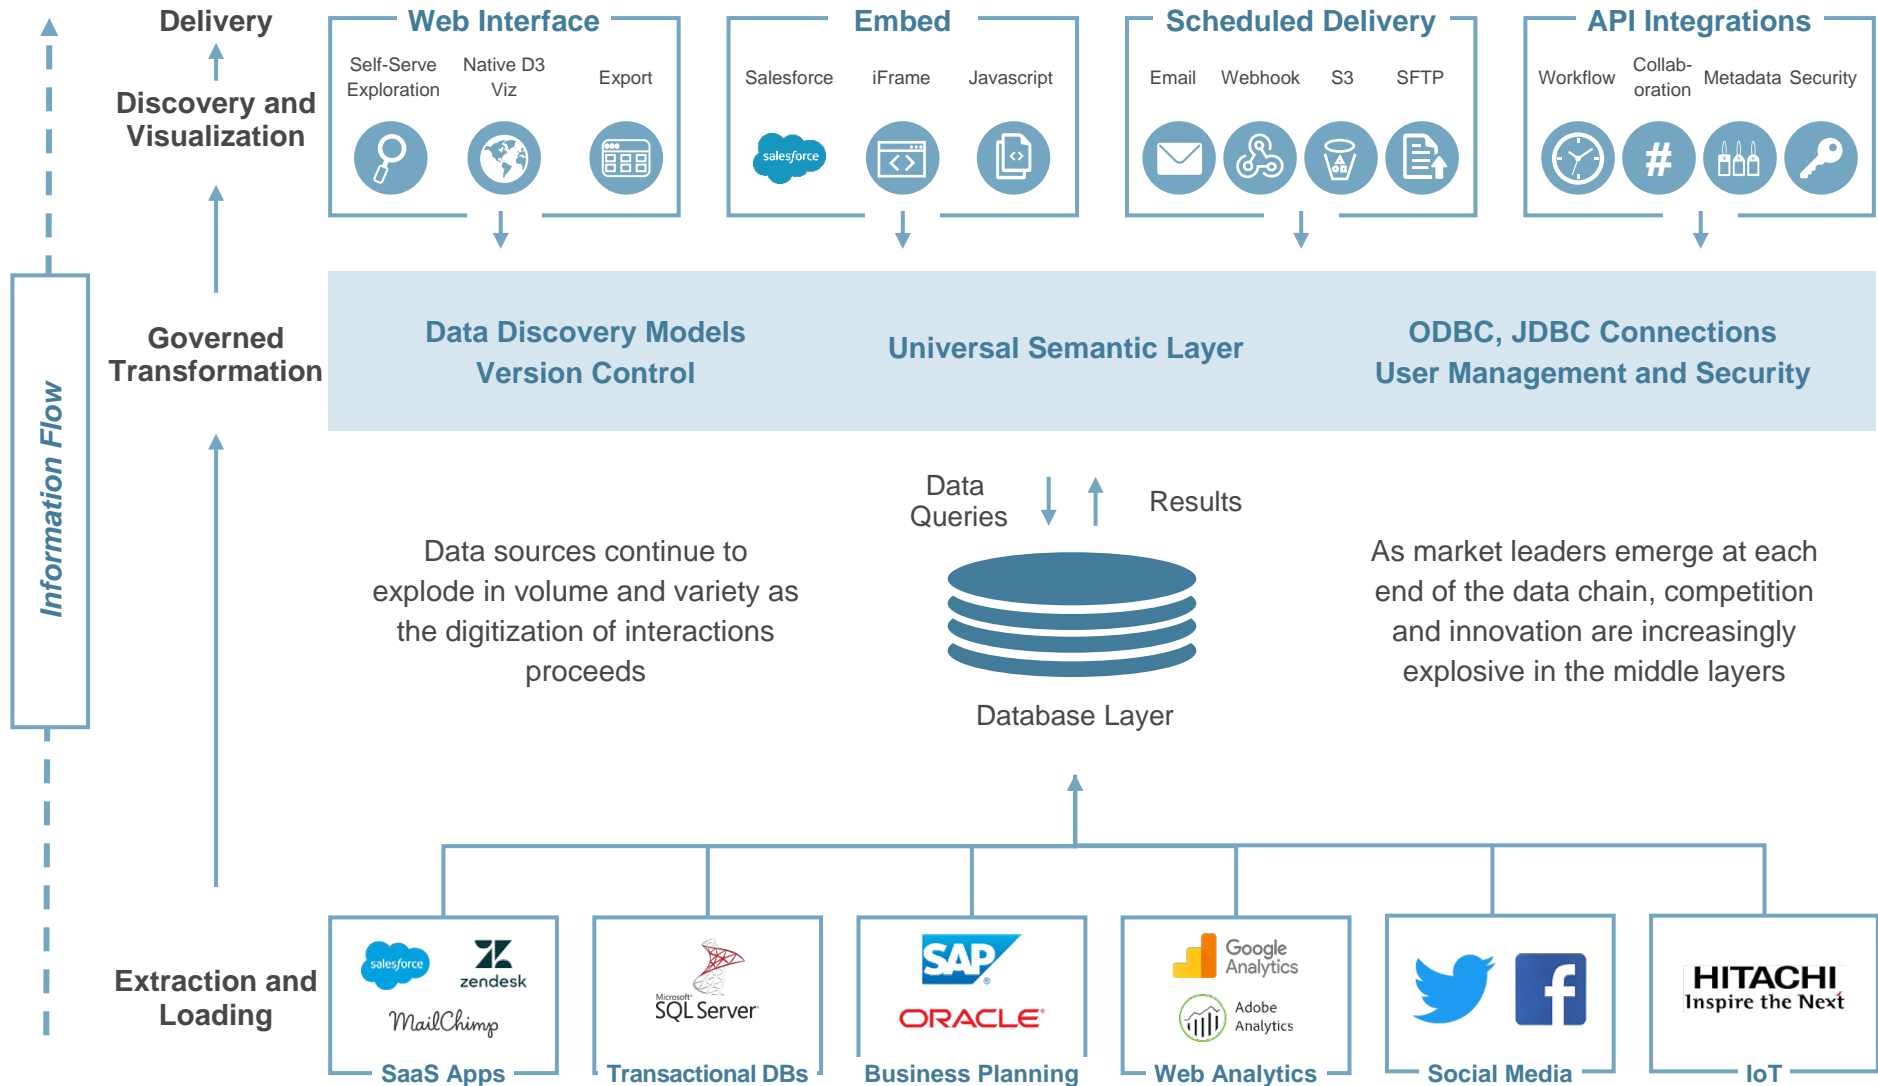 Delivery
Discovery and
Visualization
Governed
Transformation
Extraction and
Loading
Information Flow
Web Interface
Self-Serve
Exploration
Native D3
Viz
Export
Embed
Salesforce
iFrame
Javascript
salesforce
Scheduled Delivery
Email
Webhook
S3
SFTP
API Integrations
Workflow
Collab-
oration
Metadata
Security
#
Data Discovery Models
Version Control
Universal Semantic Layer
ODBC, JDBC Connections
User Management and Security
Data
Queries
Results
Data sources continue to
explode in volume and variety as
the digitization of interactions
proceeds
Database Layer
As market leaders emerge at each
end of the data chain, competition
and innovation are increasingly
explosive in the middle layers
salesforce
zendesk
MailChimp
SaaS Apps
Microsoft®
SQL Server®
Transactional DBs
SAP®
ORACLE®
Business Planning
Google
Analytics
Adobe
Analytics
Web Analytics
f
Social Media
HITACHI
Inspire the Next
IoT